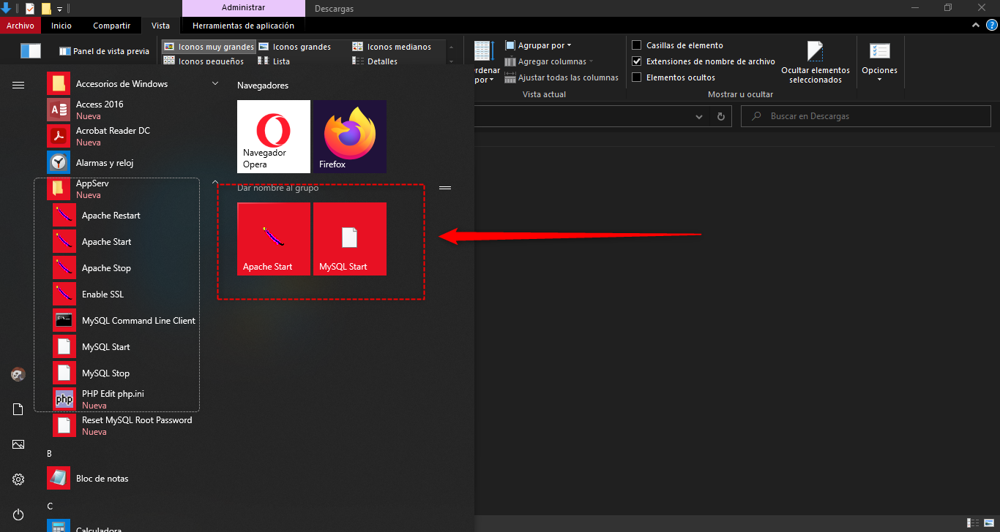 Administrar
Descargas
Archivo
Inicio
Compartir
Vista
Herramientas de aplicación
Panel de vista previa
Iconos muy grandes
Iconos grandes
Iconos medianos
Iconos pequeños
Lista
Detalles
rdenar
por
Agrupar por
Agregar columnas
Ajustar todas las columnas
Vista actual
Casillas de elemento
Extensiones de nombre de archivo
Elementos ocultos
Ocultar elementos
seleccionados
Mostrar u ocultar
Opciones
Buscar en Descargas
Accesorios de Windows
Access 2016
Nueva
Acrobat Reader DC
Nueva
Alarmas y reloj
AppServ
Nueva
Apache Restart
Apache Start
Apache Stop
Enable SSL
MySQL Command Line Client
MySQL Start
MySQL Stop
php
PHP Edit php.ini
Nueva
Reset MySQL Root Password
Nueva
B
Bloc de notas
C
Calculadora
Navegadores
Navegador
Opera
Firefox
Dar nombre al grupo
Apache Start
MySQL Start